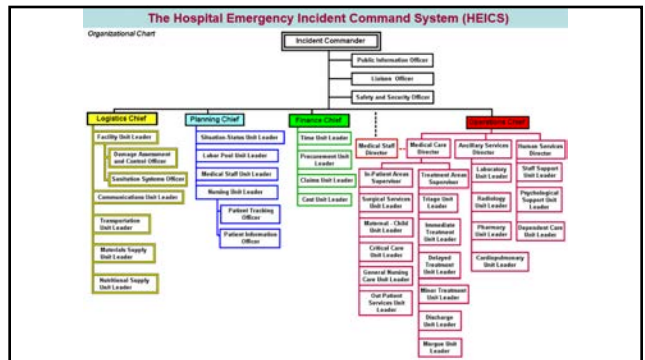 The Hospital Emergency Incident Command System (HEICS)
Organizational Chart
Incident Commander
Public Information Officer
Liaison Officer
Safety and Security Officer
Logistics Chief
Facility Unit Leader
Damage Assessment
and Control Officer
Sanitation Systems Officer
Communications Unit Leader
Transportation
Unit Leader
Materials Supply
Unit Leader
Nutritional Supply
Unit Leader
Planning Chief
Situation-Status Unit Leader
Labor Pool Unit Leader
Medical Staff Unit Leader
Nursing Unit Leader
Patient Tracking
Officer
Patient Information
Officer
Finance Chief
Time Unit Leader
Procurement Unit
Leader
Claims Unit Leader
Cost Unit Leader
Operations Chief
Medical Staff
Director
Medical Care
Director
In-Patient Areas
Supervisor
Surgical Services
Unit Leader
Maternal - Child
Unit Leader
Critical Care
Unit Leader
General Nursing
Care Unit Leader
Out Patient
Services Unit Leader
Treatment Areas
Supervisor
Triage Unit
Leader
Immediate
Treatment
Unit Leader
Delayed
Treatment
Unit Leader
Minor Treatment
Unit Leader
Discharge
Unit Leader
Morgue Unit
Leader
Ancillary Services
Director
Laboratory
Unit Leader
Radiology
Unit Leader
Pharmacy
Unit Leader
Cardiopulmonary
Unit Leader
Human Services
Director
Staff Support
Unit Leader
Psychological
Support Unit
Leader
Dependent Care
Unit Leader